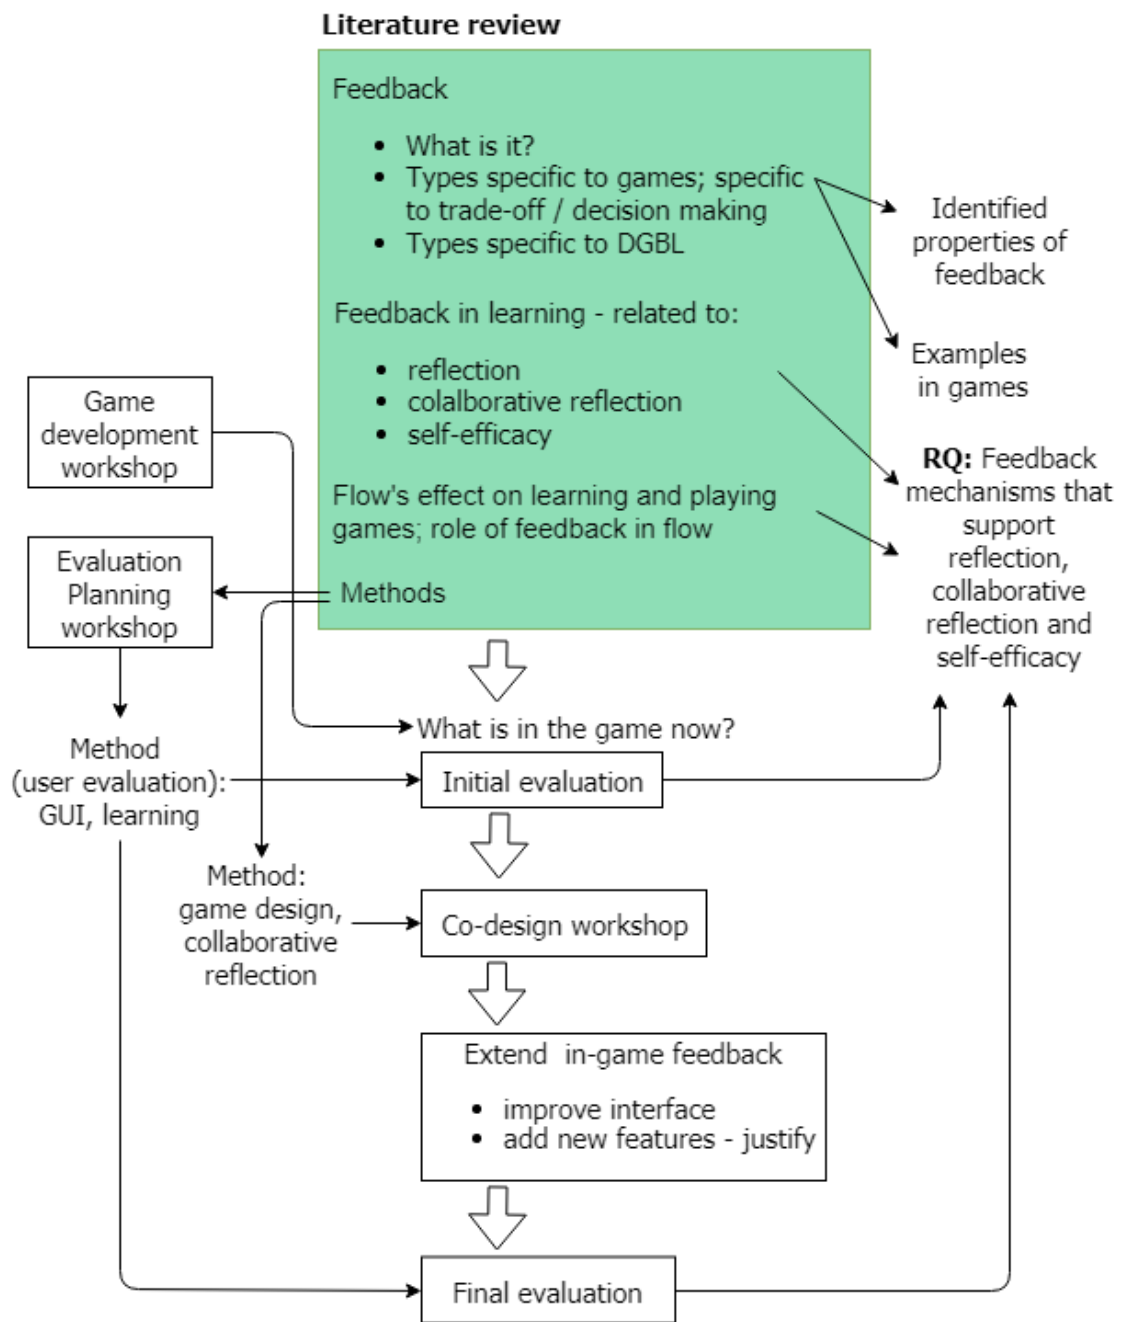 Literature review
Feedback
• What is it?
• Types specific to games; specific
to trade-off / decision making
• Types specific to DGBL
Identified
properties of
feedback
Feedback in learning - related to:
• reflection
• colalborative reflection
• self-efficacy
Examples
in games
Game
development
workshop
RQ: Feedback
mechanisms that
support
reflection,
collaborative
reflection and
self-efficacy
Flow's effect on learning and playing
games; role of feedback in flow
Evaluation
Planning
workshop
Methods
What is in the game now?
Method
(user evaluation):
GUI, learning
Initial evaluation
Method:
game design,
collaborative
reflection
Co-design workshop
Extend in-game feedback
• improve interface
• add new features - justify
Final evaluation